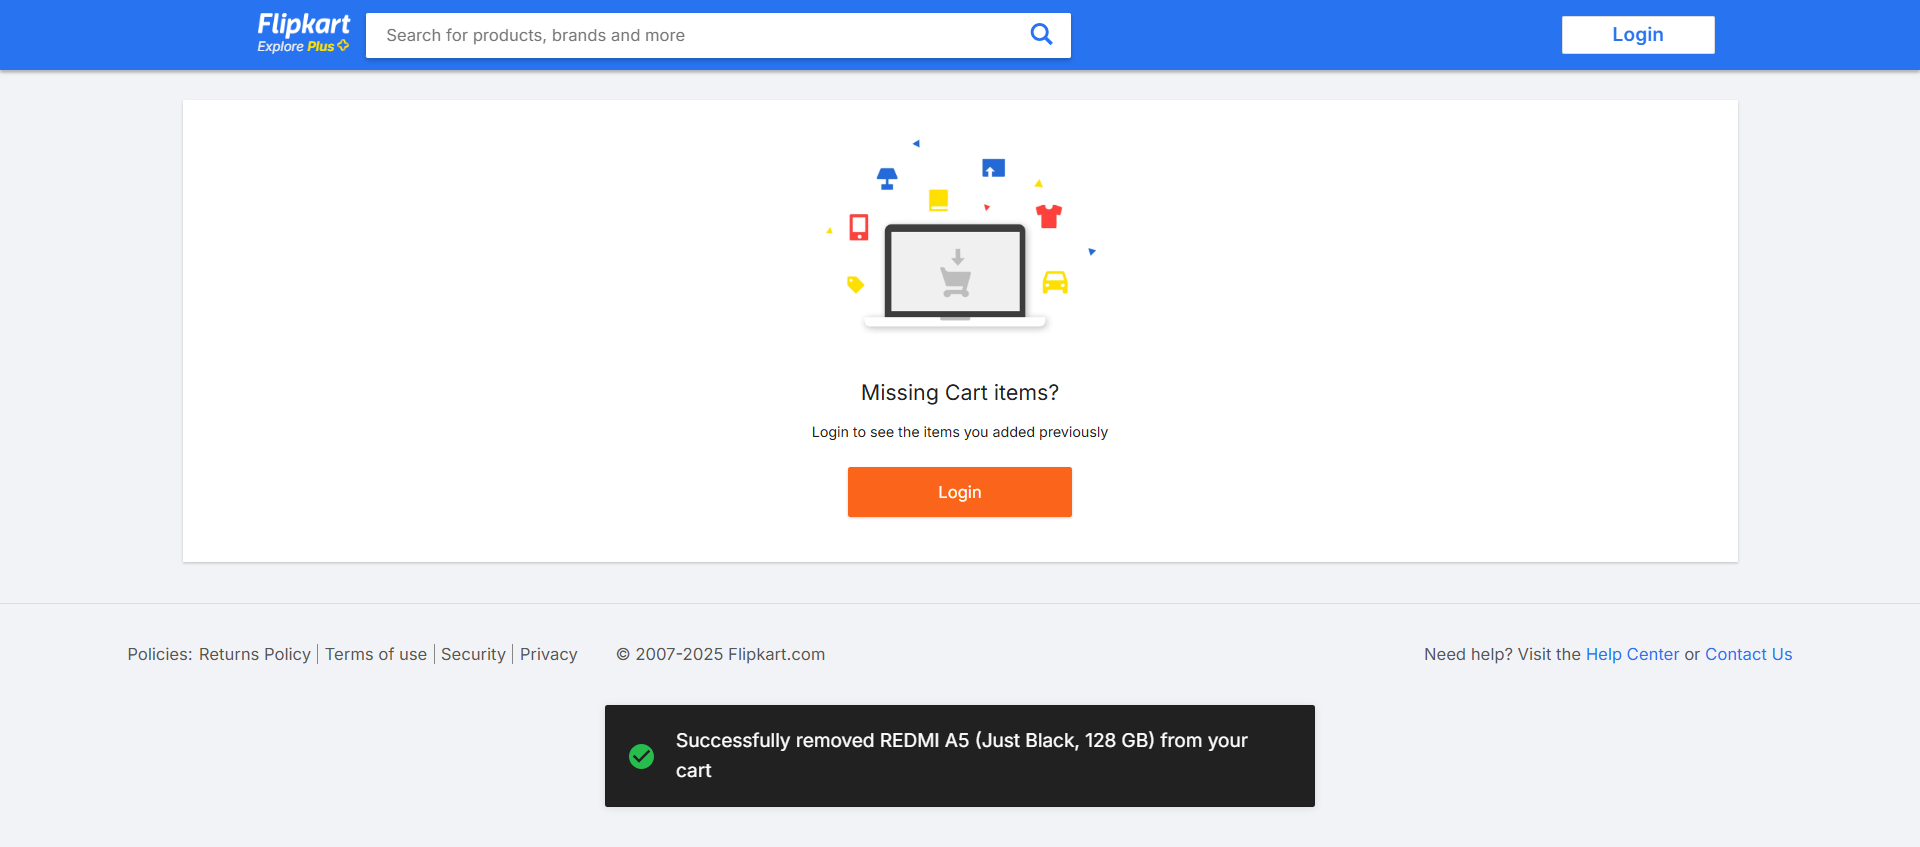 Flipkart
Explore Plus
Search for products, brands and more
Login
Missing Cart items?
Login to see the items you added previously
Login
Policies: Returns Policy | Terms of use | Security | Privacy © 2007-2025 Flipkart.com
Need help? Visit the Help Center or Contact Us
Successfully removed REDMI A5 (Just Black, 128 GB) from your
cart